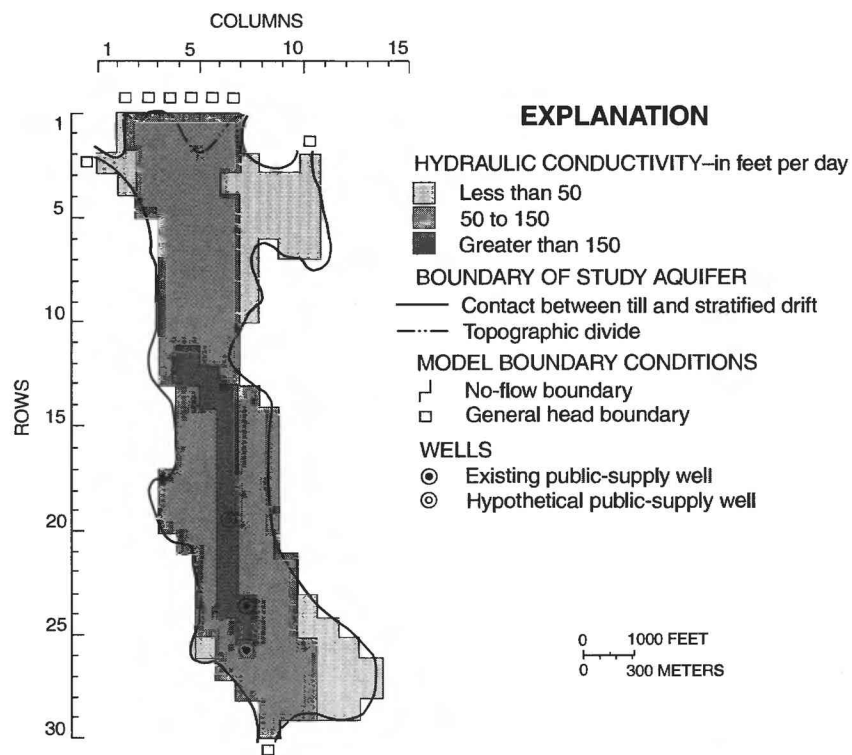 COLUMNS
1 5 10 15
ROWS
1
5
10
15
20
25
30
EXPLANATION
HYDRAULIC CONDUCTIVITY–in feet per day
Less than 50
50 to 150
Greater than 150
BOUNDARY OF STUDY AQUIFER
Contact between till and stratified drift
Topographic divide
MODEL BOUNDARY CONDITIONS
No-flow boundary
General head boundary
WELLS
Existing public-supply well
Hypothetical public-supply well
0 1000 FEET
0 300 METERS